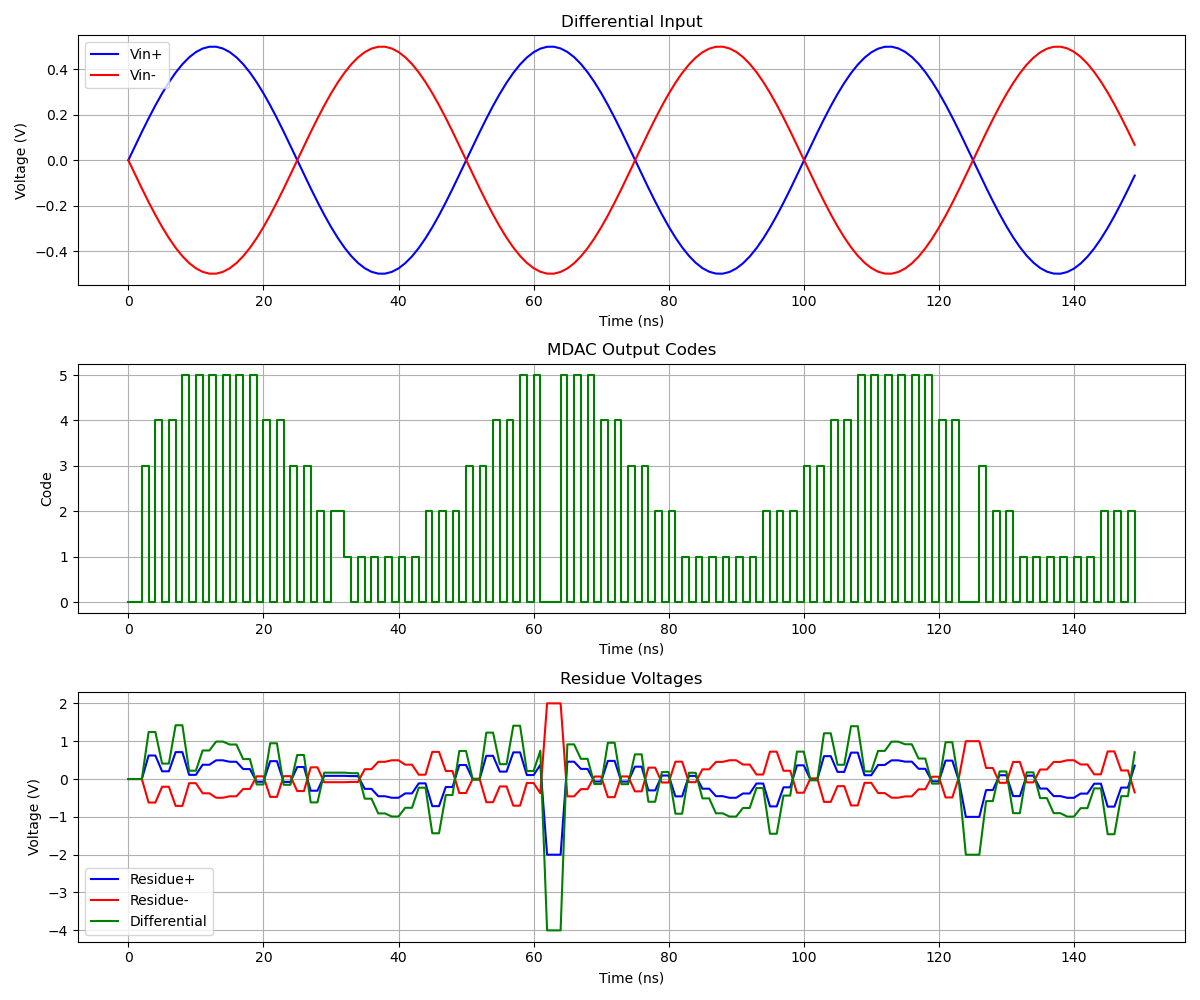 Differential Input
Vin+
Vin-
Voltage (V)
0.4
0.2
0.0
−0.2
−0.4
0 20 40 60 80 100 120 140
Time (ns)
MDAC Output Codes
Code
5
4
3
2
1
0
0 20 40 60 80 100 120 140
Time (ns)
Residue Voltages
Voltage (V)
2
1
0
−1
−2
−3
−4
Residue+
Residue-
Differential
0 20 40 60 80 100 120 140
Time (ns)